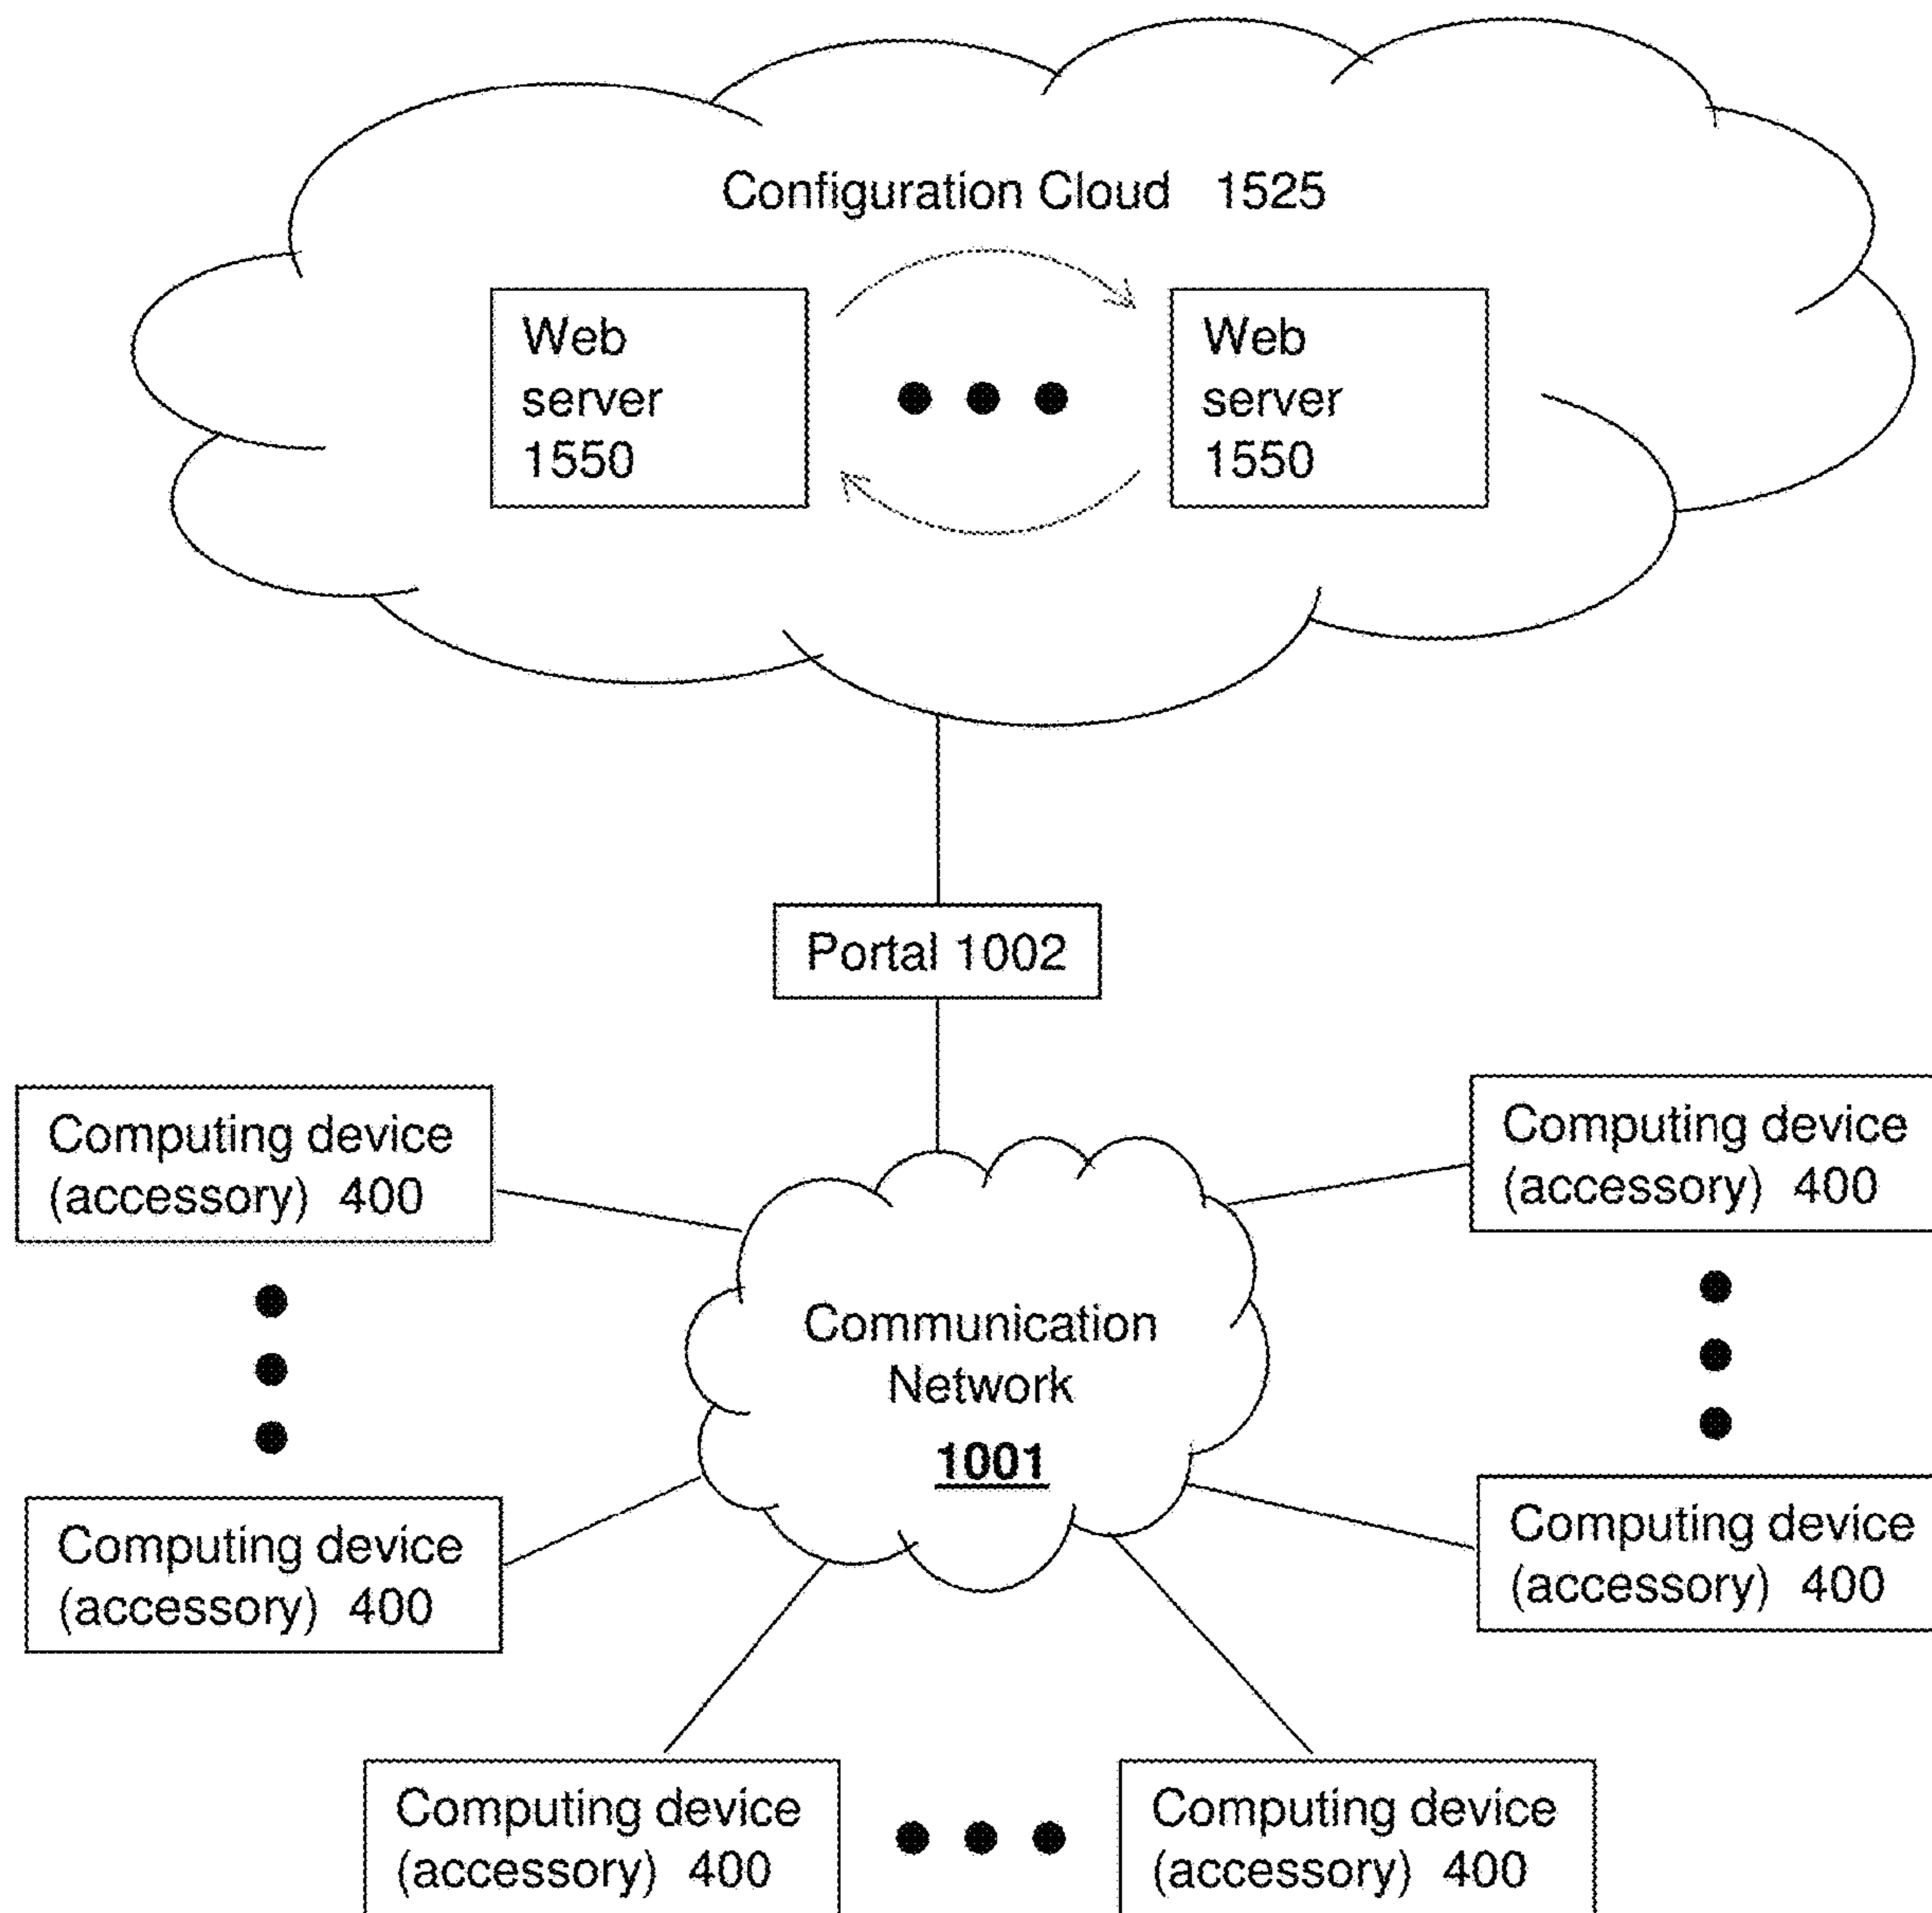 Configuration Cloud 1525
Web
server
1550
Web
server
1550
Portal 1002
Computing device
(accessory) 400
Computing device
(accessory) 400
Communication
Network
1001
Computing device
(accessory) 400
Computing device
(accessory) 400
Computing device
(accessory) 400
Computing device
(accessory) 400